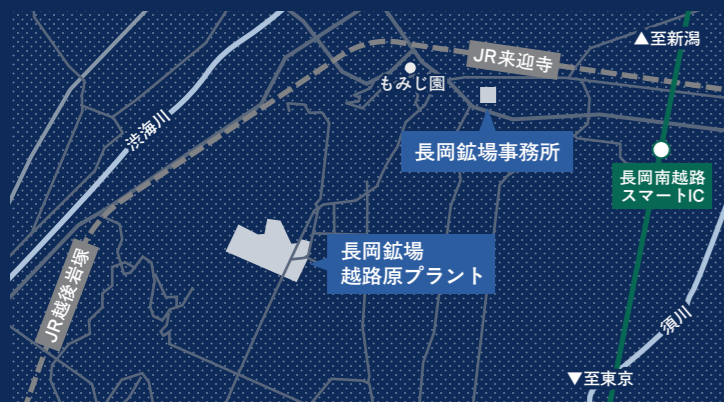 ▲至新潟
JR来迎寺
もみじ園
渋海川
長岡鉱場事務所
長岡南越路
スマートIC
長岡鉱場
越路原プラント
JR越後岩塚
須川
▼至東京